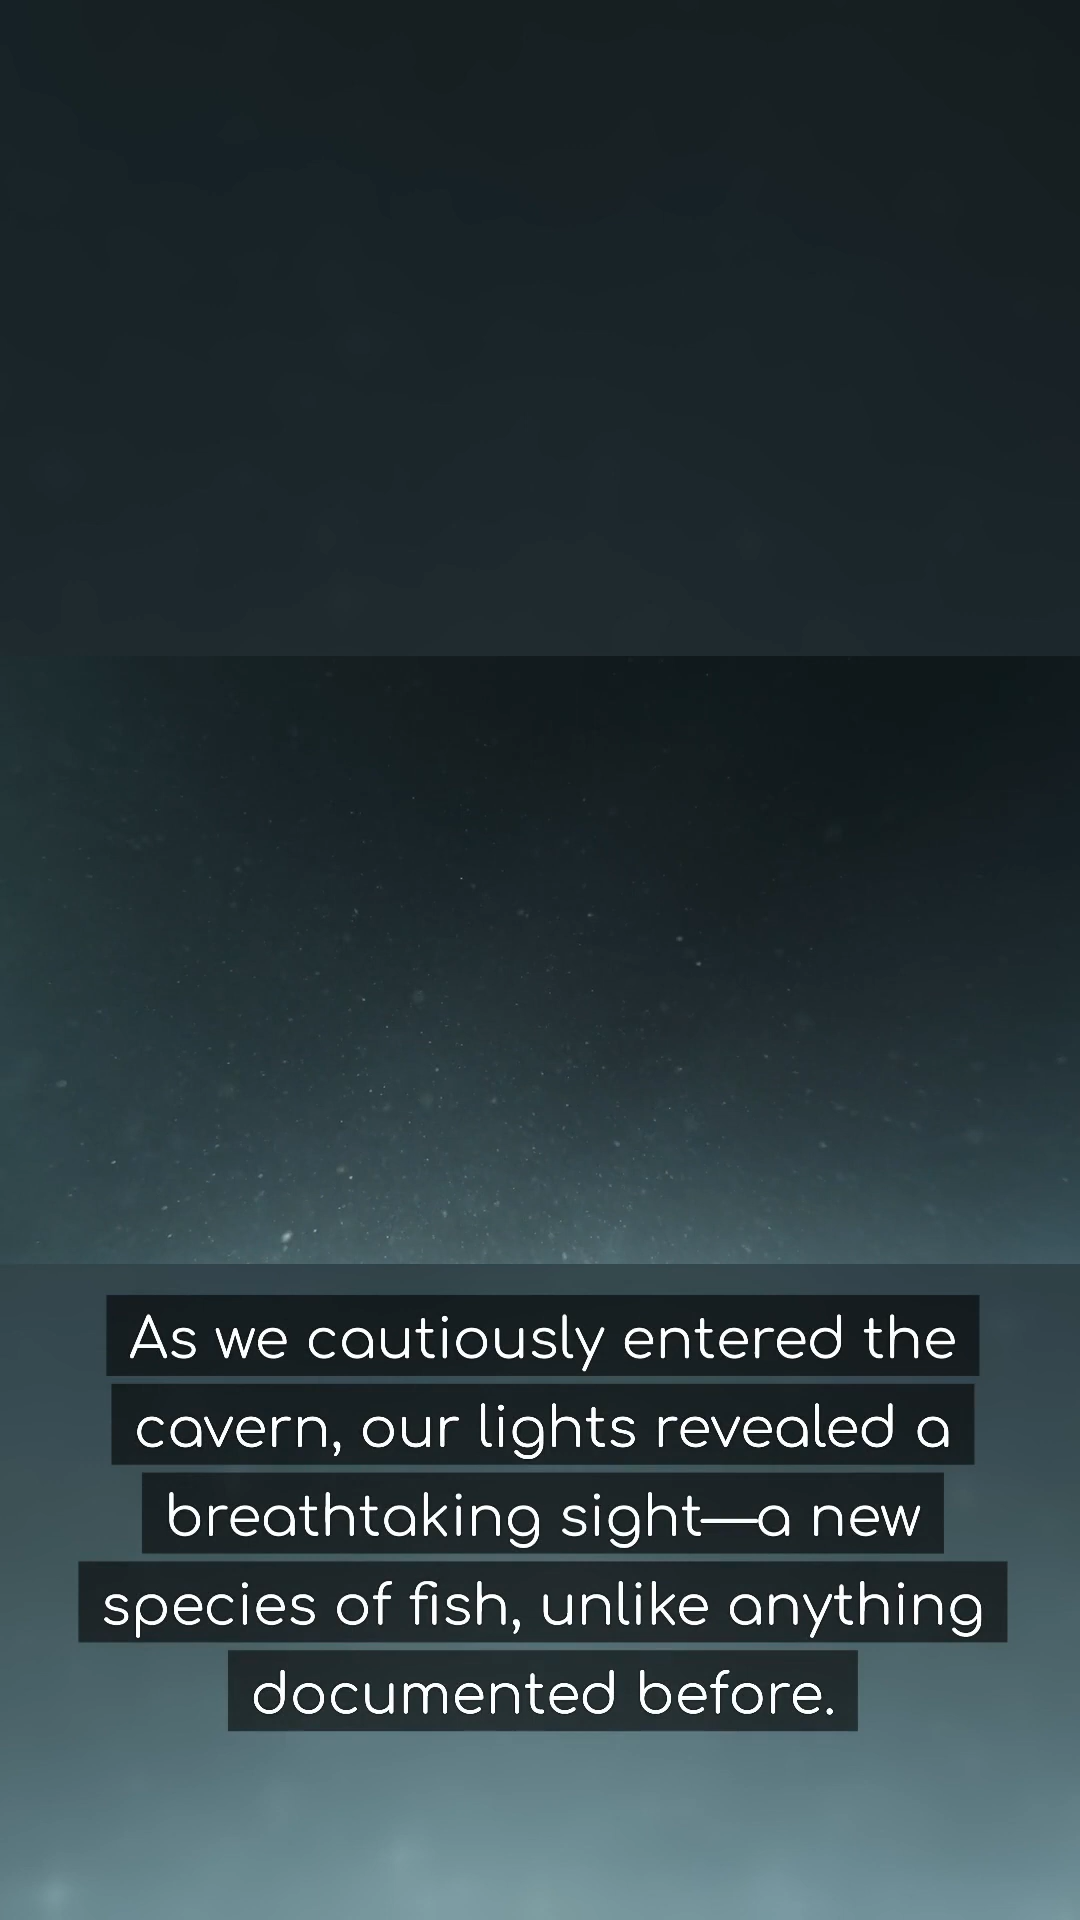 As we cautiously entered the
cavern, our lights revealed a
breathtaking sight—a new
species of fish, unlike anything
documented before.